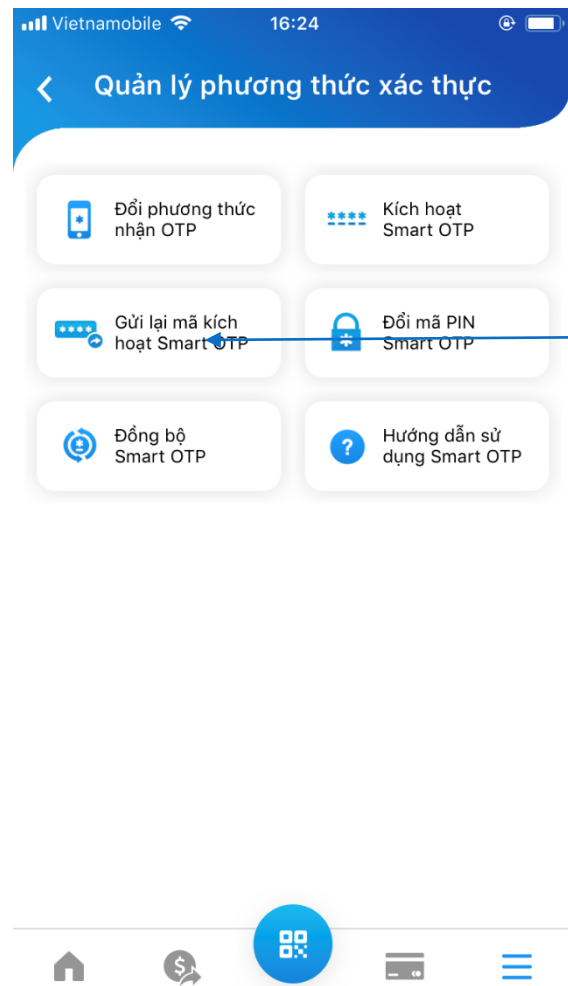 Vietnamobile 16:24
Quản lý phương thức xác thực
Đổi phương thức
nhận OTP
Kích hoạt
Smart OTP
Gửi lại mã kích
hoạt Smart OTP
Đổi mã PIN
Smart OTP
Đồng bộ
Smart OTP
Hướng dẫn sử
dụng Smart OTP